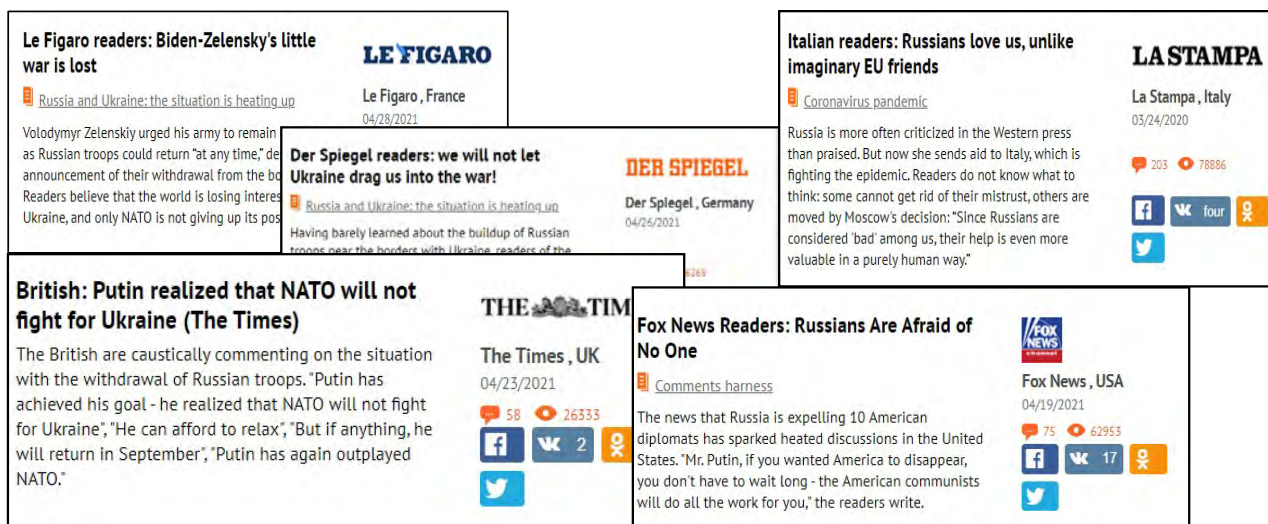 Le Figaro readers: Biden-Zelensky's little
war is lost
Russia and Ukraine: the situation is heating up
Volodymyr Zelenskiy urged his army to remain
as Russian troops could return "at any time," de
announcement of their withdrawal from the bo
Readers believe that the world is losing interes
Ukraine, and only NATO is not giving up its pos
LE FIGARO
Le Figaro , France
04/28/2021
Der Spiegel readers: we will not let
Ukraine drag us into the war!
Russia and Ukraine: the situation is heating up
Having barely learned about the buildup of Russian
troops near the borders with Ukraine, readers of the
DER SPIEGEL
Der Spiegel , Germany
04/26/2021
6268
Italian readers: Russians love us, unlike
imaginary EU friends
Coronavirus pandemic
Russia is more often criticized in the Western press
than praised. But now she sends aid to Italy, which is
fighting the epidemic. Readers do not know what to
think: some cannot get rid of their mistrust, others are
moved by Moscow's decision: "Since Russians are
considered 'bad' among us, their help is even more
valuable in a purely human way."
LA STAMPA
La Stampa , Italy
03/24/2020
203 78886
four
British: Putin realized that NATO will not
fight for Ukraine (The Times)
The British are caustically commenting on the situation
with the withdrawal of Russian troops. "Putin has
achieved his goal - he realized that NATO will not fight
for Ukraine", "He can afford to relax", "But if anything, he
will return in September", "Putin has again outplayed
NATO."
THE TIM
The Times , UK
04/23/2021
58 26333
2
Fox News Readers: Russians Are Afraid of
No One
Comments harness
The news that Russia is expelling 10 American
diplomats has sparked heated discussions in the United
States. "Mr. Putin, if you wanted America to disappear,
you don't have to wait long - the American communists
will do all the work for you," the readers write.
FOX
NEWS
channel
Fox News , USA
04/19/2021
75 62953
17